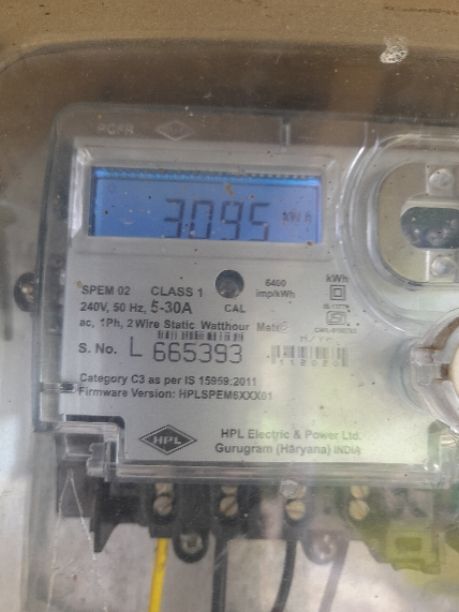 3095 kWh
SPEM 02 CLASS 1 6400 kWh
240V, 50 Hz, 5-30A CAL imp/kWh
ac, 1Ph, 2 Wire Static Watthour Meter
S. No. L 665393
Category C3 as per IS 15959:2011
Firmware Version: HPLSPEM6XXX01
HPL HPL Electric & Power Ltd.
Gurugram (Haryana) INDIA